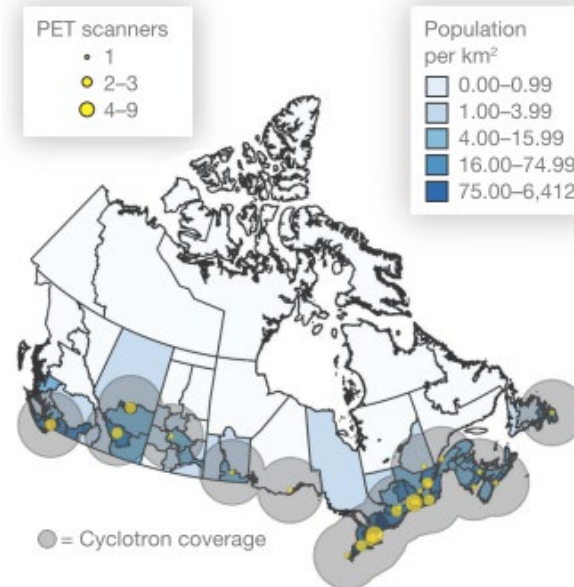 PET scanners
1
2–3
4–9
Population
per km²
0.00–0.99
1.00–3.99
4.00–15.99
16.00–74.99
75.00–6,412
= Cyclotron coverage